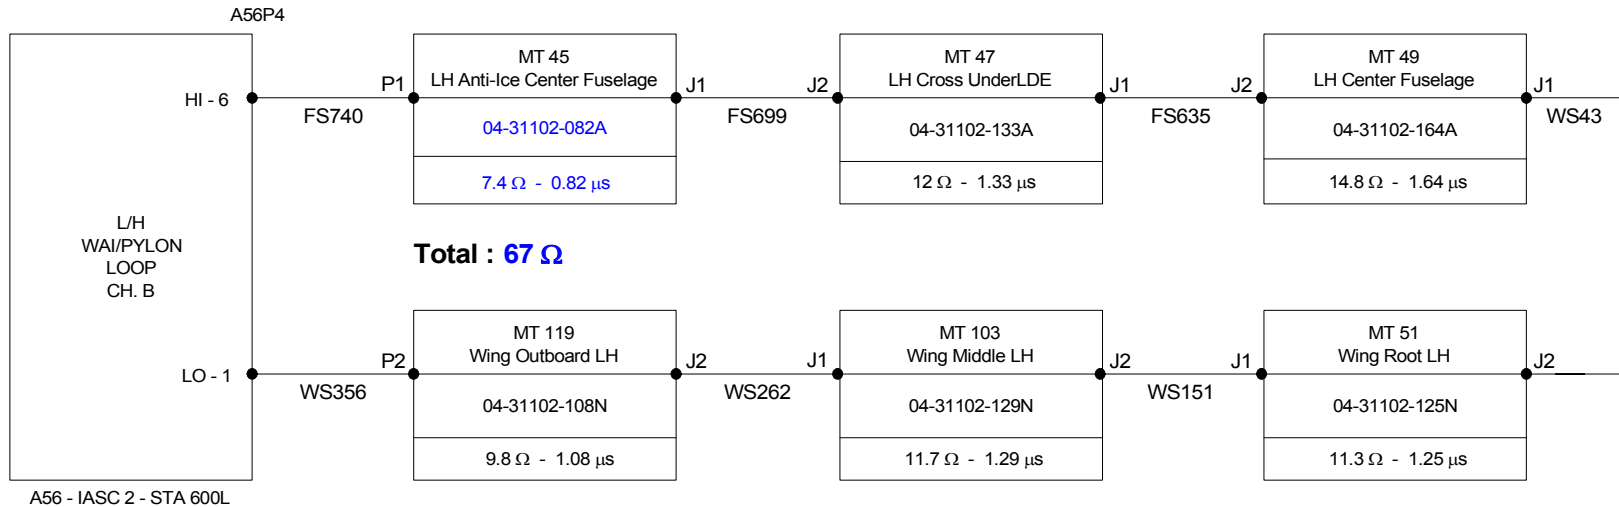 A56P4
MT 45
LH Anti-Ice Center Fuselage
MT 47
LH Cross UnderLDE
MT 49
LH Center Fuselage
HI - 6
P1
J1
J2
J1
J2
J1
FS740
FS699
FS635
WS43
04-31102-082A
04-31102-133A
04-31102-164A
7.4 Ω - 0.82 μs
12 Ω - 1.33 μs
14.8 Ω - 1.64 μs
L/H
WAI/PYLON
LOOP
CH. B
Total : 67 Ω
MT 119
Wing Outboard LH
MT 103
Wing Middle LH
MT 51
Wing Root LH
LO - 1
P2
J2
J1
J2
J1
J2
WS356
WS262
WS151
04-31102-108N
04-31102-129N
04-31102-125N
9.8 Ω - 1.08 μs
11.7 Ω - 1.29 μs
11.3 Ω - 1.25 μs
A56 - IASC 2 - STA 600L